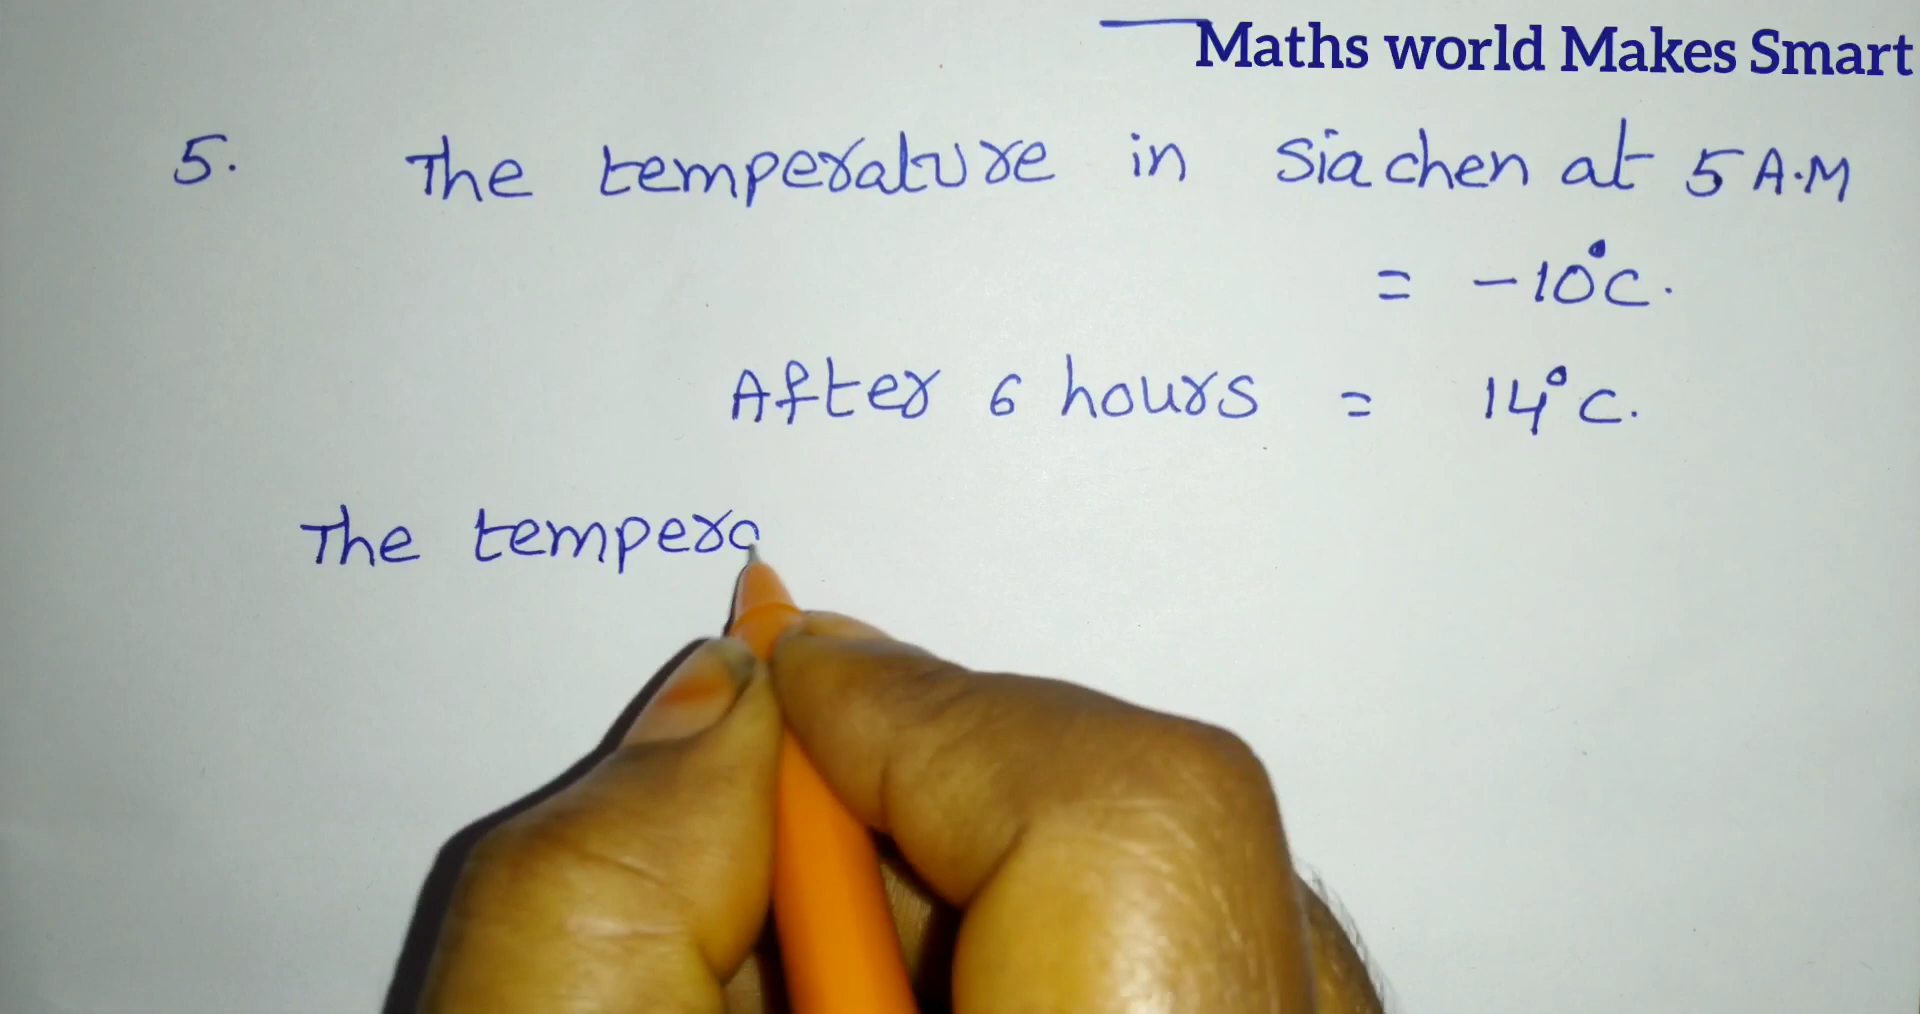 Maths world Makes Smart
5. The temperature in Siachen at 5 A.M
= -10°C.
After 6 hours = 14°C.
The tempera